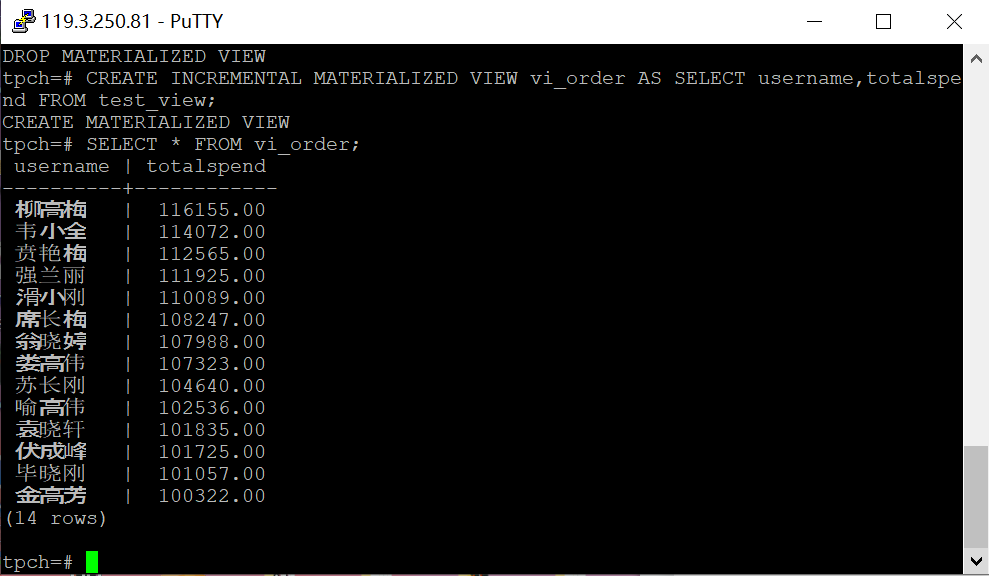 119.3.250.81 - PuTTY
DROP MATERIALIZED VIEW
tpch=# CREATE INCREMENTAL MATERIALIZED VIEW vi_order AS SELECT username,totalspe
nd FROM test_view;
CREATE MATERIALIZED VIEW
tpch=# SELECT * FROM vi_order;
username | totalspend
----------+------------
柳高梅 | 116155.00
韦小全 | 114072.00
贲艳梅 | 112565.00
强兰丽 | 111925.00
滑小刚 | 110089.00
席长梅 | 108247.00
翁晓婷 | 107988.00
娄高伟 | 107323.00
苏长刚 | 104640.00
喻高伟 | 102536.00
袁晓轩 | 101835.00
伏成峰 | 101725.00
毕晓刚 | 101057.00
金高芳 | 100322.00
(14 rows)
tpch=#